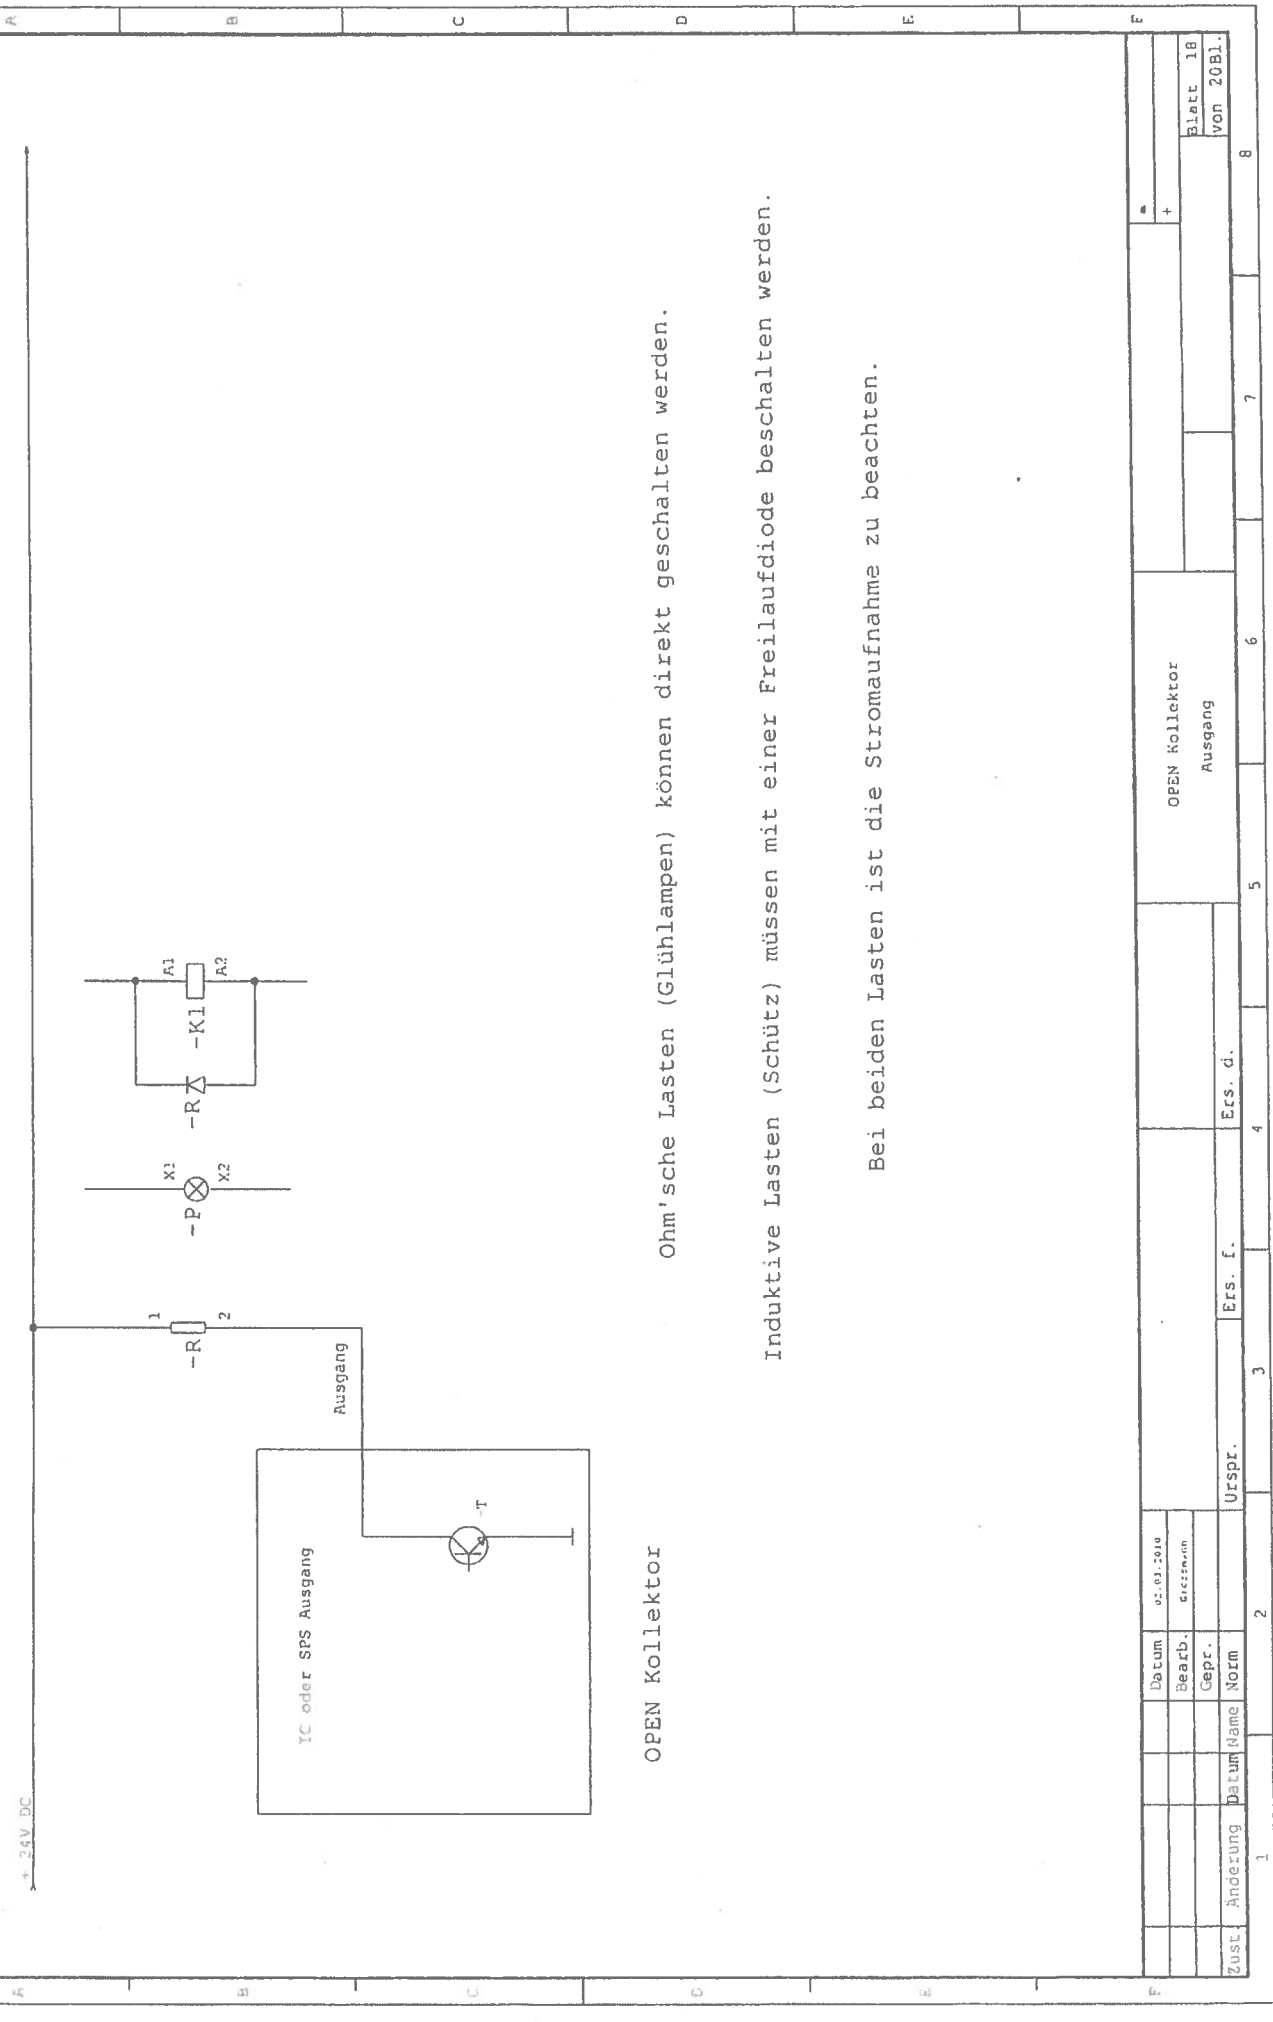 A
B
C
D
E
F
+ 24V DC
-R
1
2
-P
X1
X2
-R
-K1
A1
A2
Ausgang
IC oder SPS Ausgang
-T
OPEN Kollektor
Ohm'sche Lasten (Glühlampen) können direkt geschalten werden.
Induktive Lasten (Schütz) müssen mit einer Freilaufdiode beschalten werden.
Bei beiden Lasten ist die Stromaufnahme zu beachten.
A
B
C
D
E
F
Datum
Bearb.
Gepr.
Zust. Änderung Datum Name Norm
Urspr.
Ers. f.
Ers. d.
OPEN Kollektor
Ausgang
=
+
Blatt 18
von 20Bl.
1 2 3 4 5 6 7 8